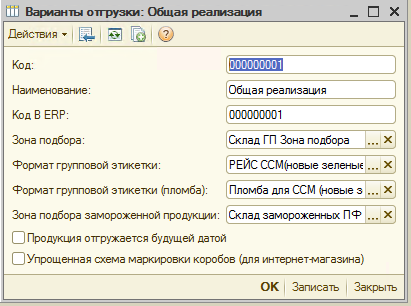 Варианты отгрузки: Общая реализация
Действия
Код: 000000001
Наименование: Общая реализация
Код В ERP: 000000001
Зона подбора: Склад ГП Зона подбора ... ×
Формат групповой этикетки: РЕЙС ССМ(новые зеленые ... ×
Формат групповой этикетки (пломба): Пломба для ССМ (новые з ... ×
Зона подбора замороженной продукции: Склад замороженных ПФ ... ×
Продукция отгружается будущей датой
Упрощенная схема маркировки коробов (для интернет-магазина)
OK Записать Закрыть